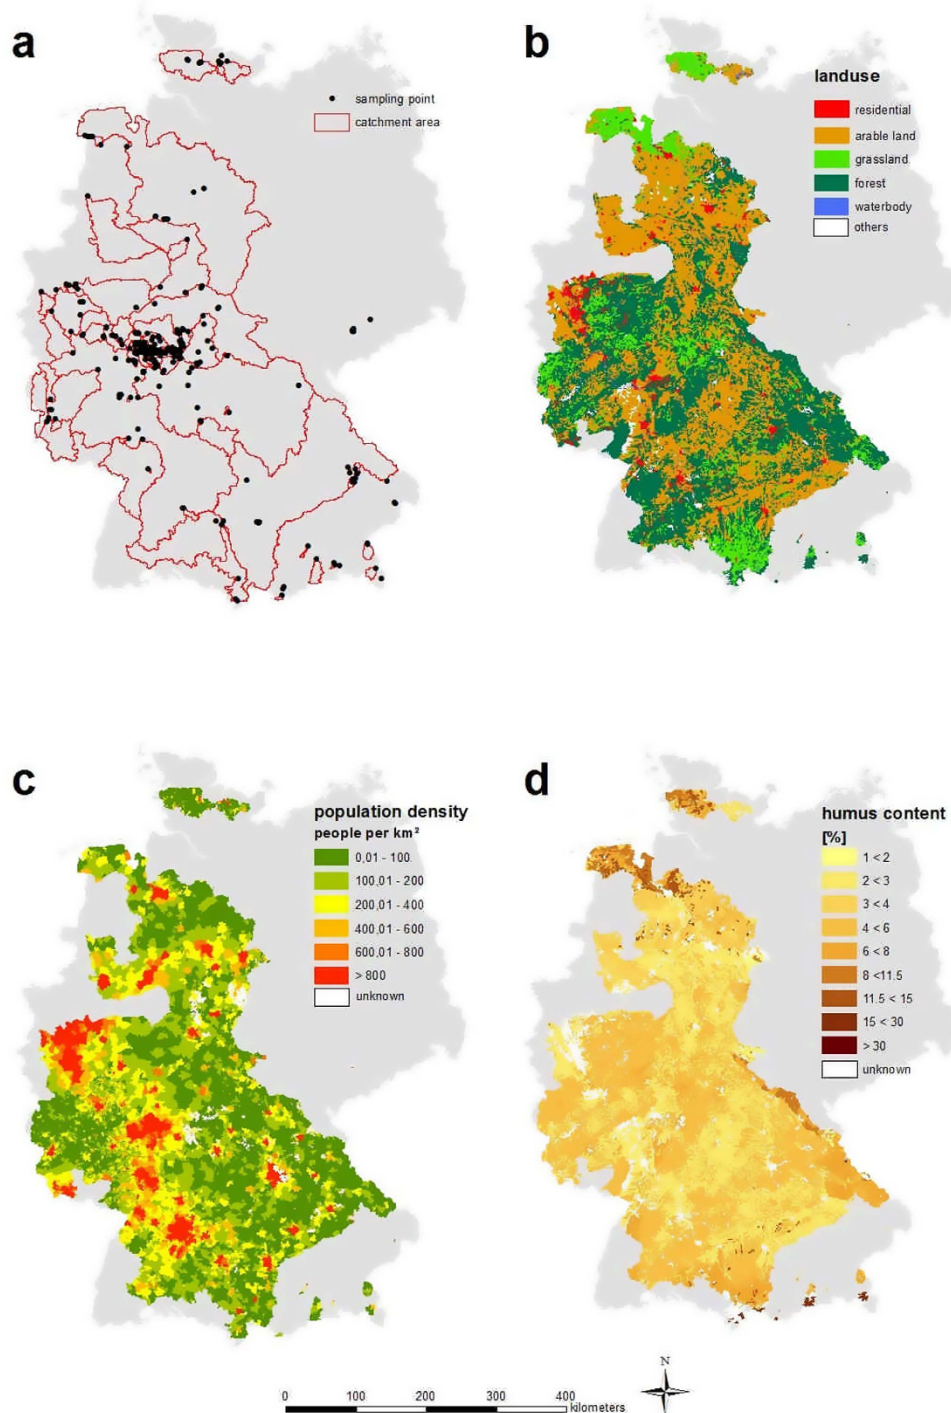 a
sampling point
catchment area
b
landuse
residential
arable land
grassland
forest
waterbody
others
c
population density
people per km²
0,01 - 100
100,01 - 200
200,01 - 400
400,01 - 600
600,01 - 800
> 800
unknown
d
humus content
[%]
1 < 2
2 < 3
3 < 4
4 < 6
6 < 8
8 <11.5
11.5 < 15
15 < 30
> 30
unknown
N
0 100 200 300 400
kilometers